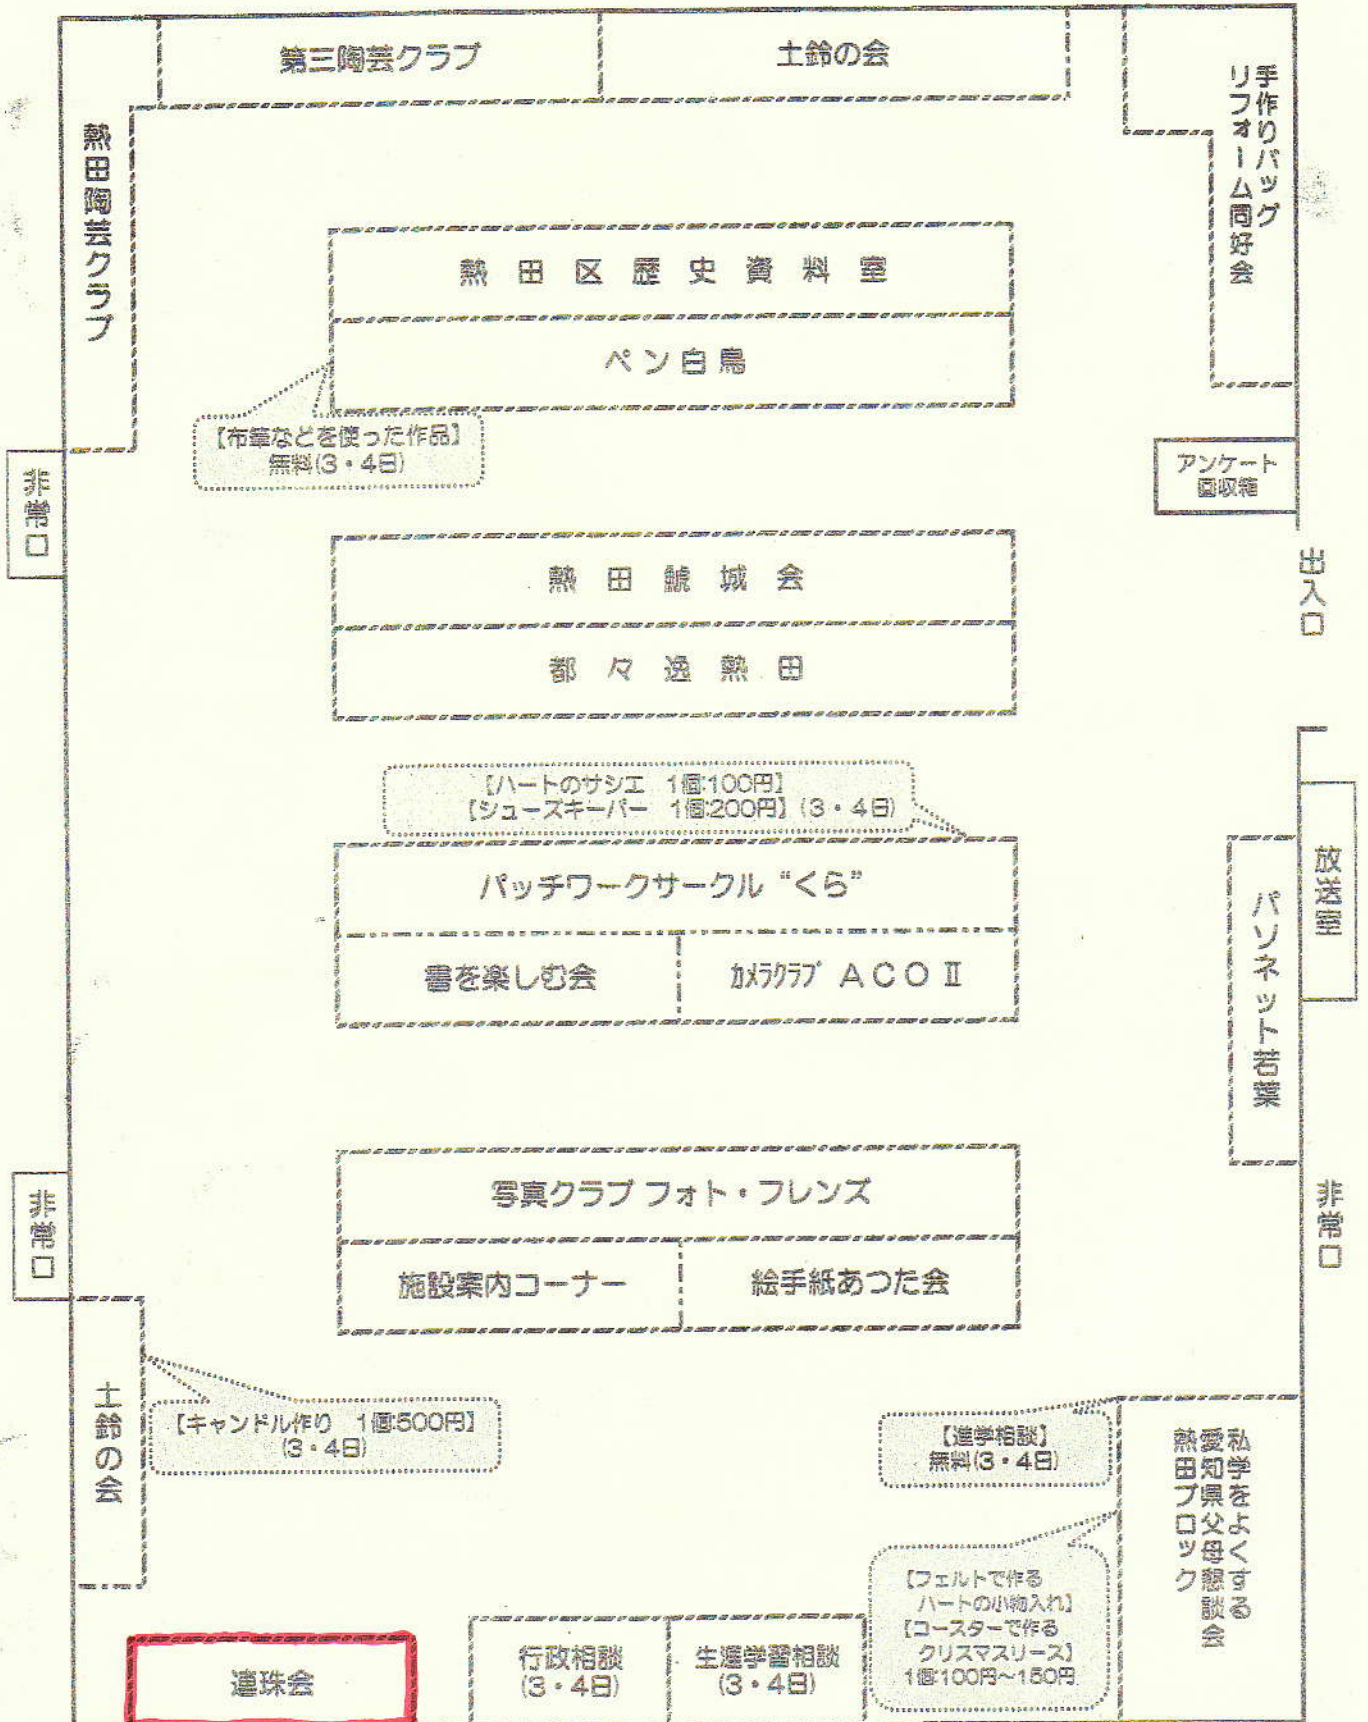 第三陶芸クラブ
土鈴の会
手作りバッグ
リフォーム同好会
熱田陶芸クラブ
熱田区歴史資料室
ペン白鳥
【布筆などを使った作品】
無料(3・4日)
非常口
アンケート
回収箱
熱田鯱城会
都々逸熱田
出入口
【ハートのサシェ 1個:100円】
【シューズキーパー 1個:200円】(3・4日)
パッチワークサークル “くら”
書を楽しむ会
カメラクラブ ACOⅡ
放送室
パソネット若葉
写真クラブ フォト・フレンズ
施設案内コーナー
絵手紙あつた会
非常口
非常口
土鈴の会
【キャンドル作り 1個:500円】
(3・4日)
【進学相談】
無料(3・4日)
私学をよくする
愛知県父母懇談会
熱田ブロック
【フェルトで作る
ハートの小物入れ】
【コースターで作る
クリスマスリース】
1個:100円～150円
連珠会
行政相談
(3・4日)
生涯学習相談
(3・4日)